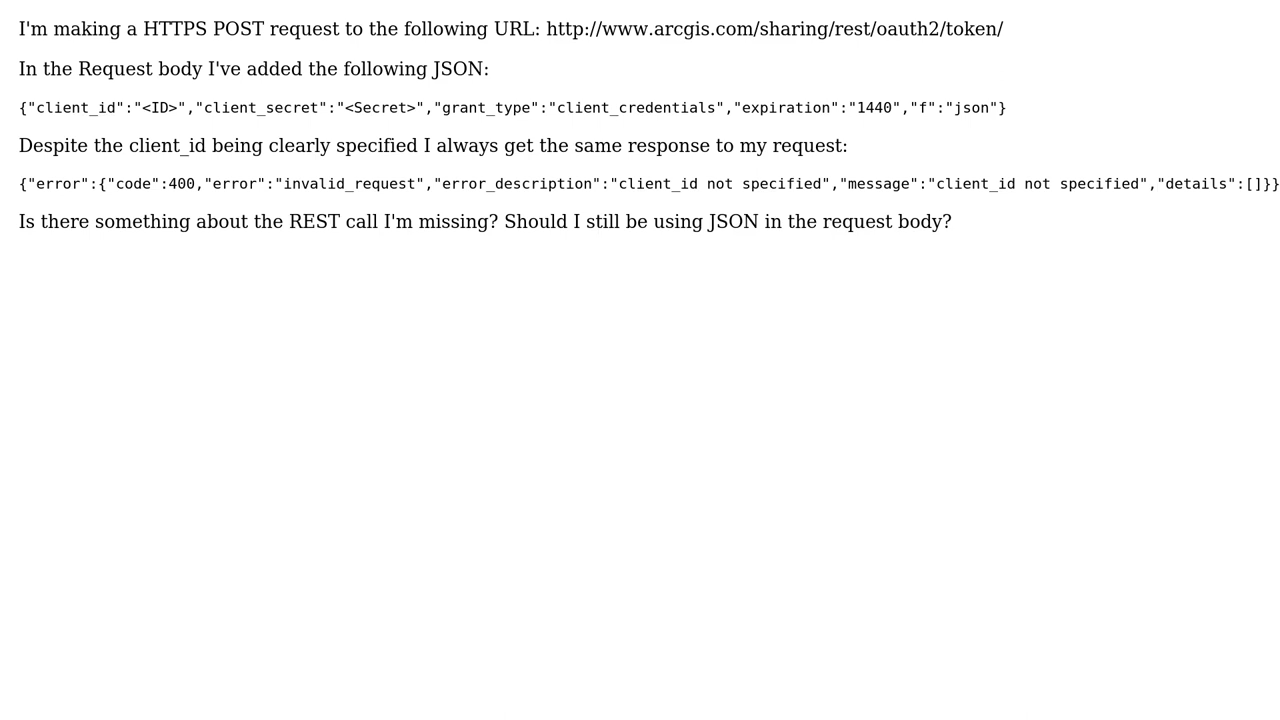 I'm making a HTTPS POST request to the following URL: http://www.arcgis.com/sharing/rest/oauth2/token/
In the Request body I've added the following JSON:
{"client_id":"<ID>","client_secret":"<Secret>","grant_type":"client_credentials","expiration":"1440","f":"json"}
Despite the client_id being clearly specified I always get the same response to my request:
{"error":{"code":400,"error":"invalid_request","error_description":"client_id not specified","message":"client_id not specified","details":[]}}
Is there something about the REST call I'm missing? Should I still be using JSON in the request body?